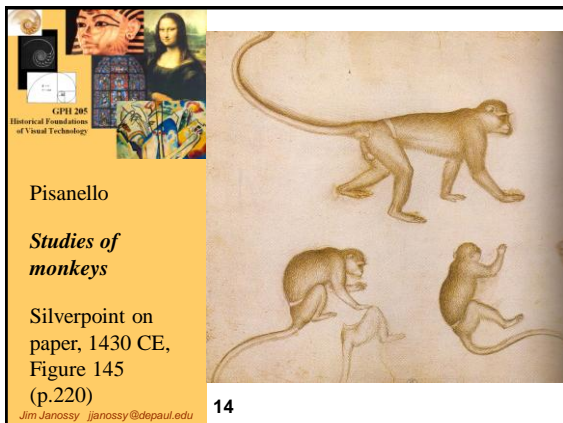 GPH 205
Historical Foundations
of Visual Technology
Pisanello
Studies of
monkeys
Silverpoint on
paper, 1430 CE,
Figure 145
(p.220)
Jim Janossy jjanossy@depaul.edu
14